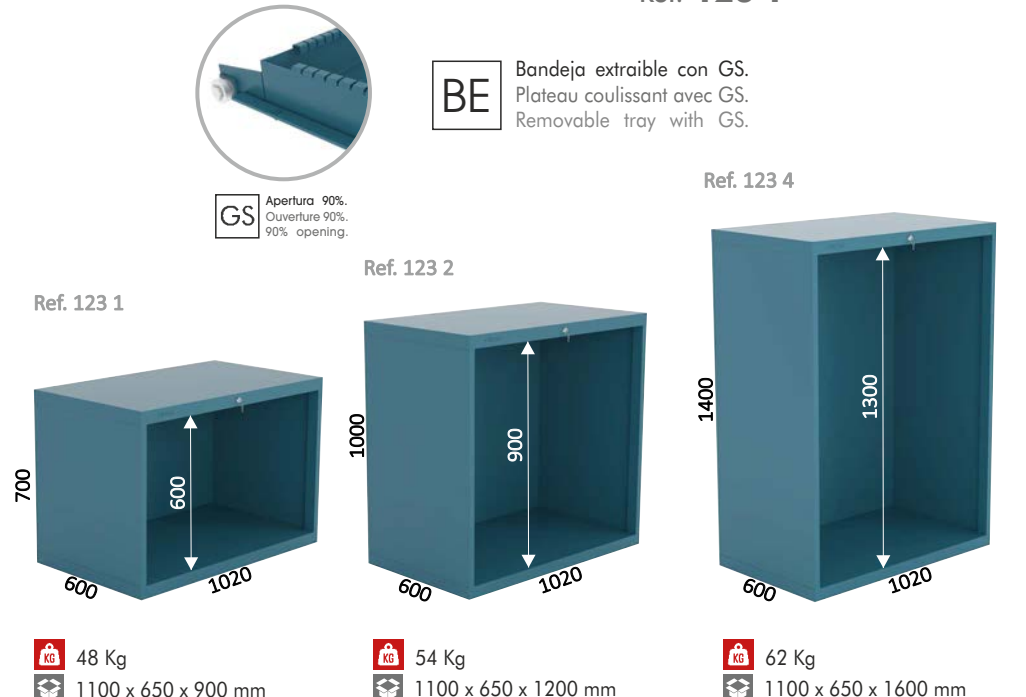 BE
Bandeja extraible con GS.
Plateau coulissant avec GS.
Removable tray with GS.
GS
Apertura 90%.
Ouverture 90%.
90% opening.
Ref. 123 4
Ref. 123 2
Ref. 123 1
700
600
600
1020
1000
900
600
1020
1400
1300
600
1020
KG 48 Kg
1100 x 650 x 900 mm
KG 54 Kg
1100 x 650 x 1200 mm
KG 62 Kg
1100 x 650 x 1600 mm